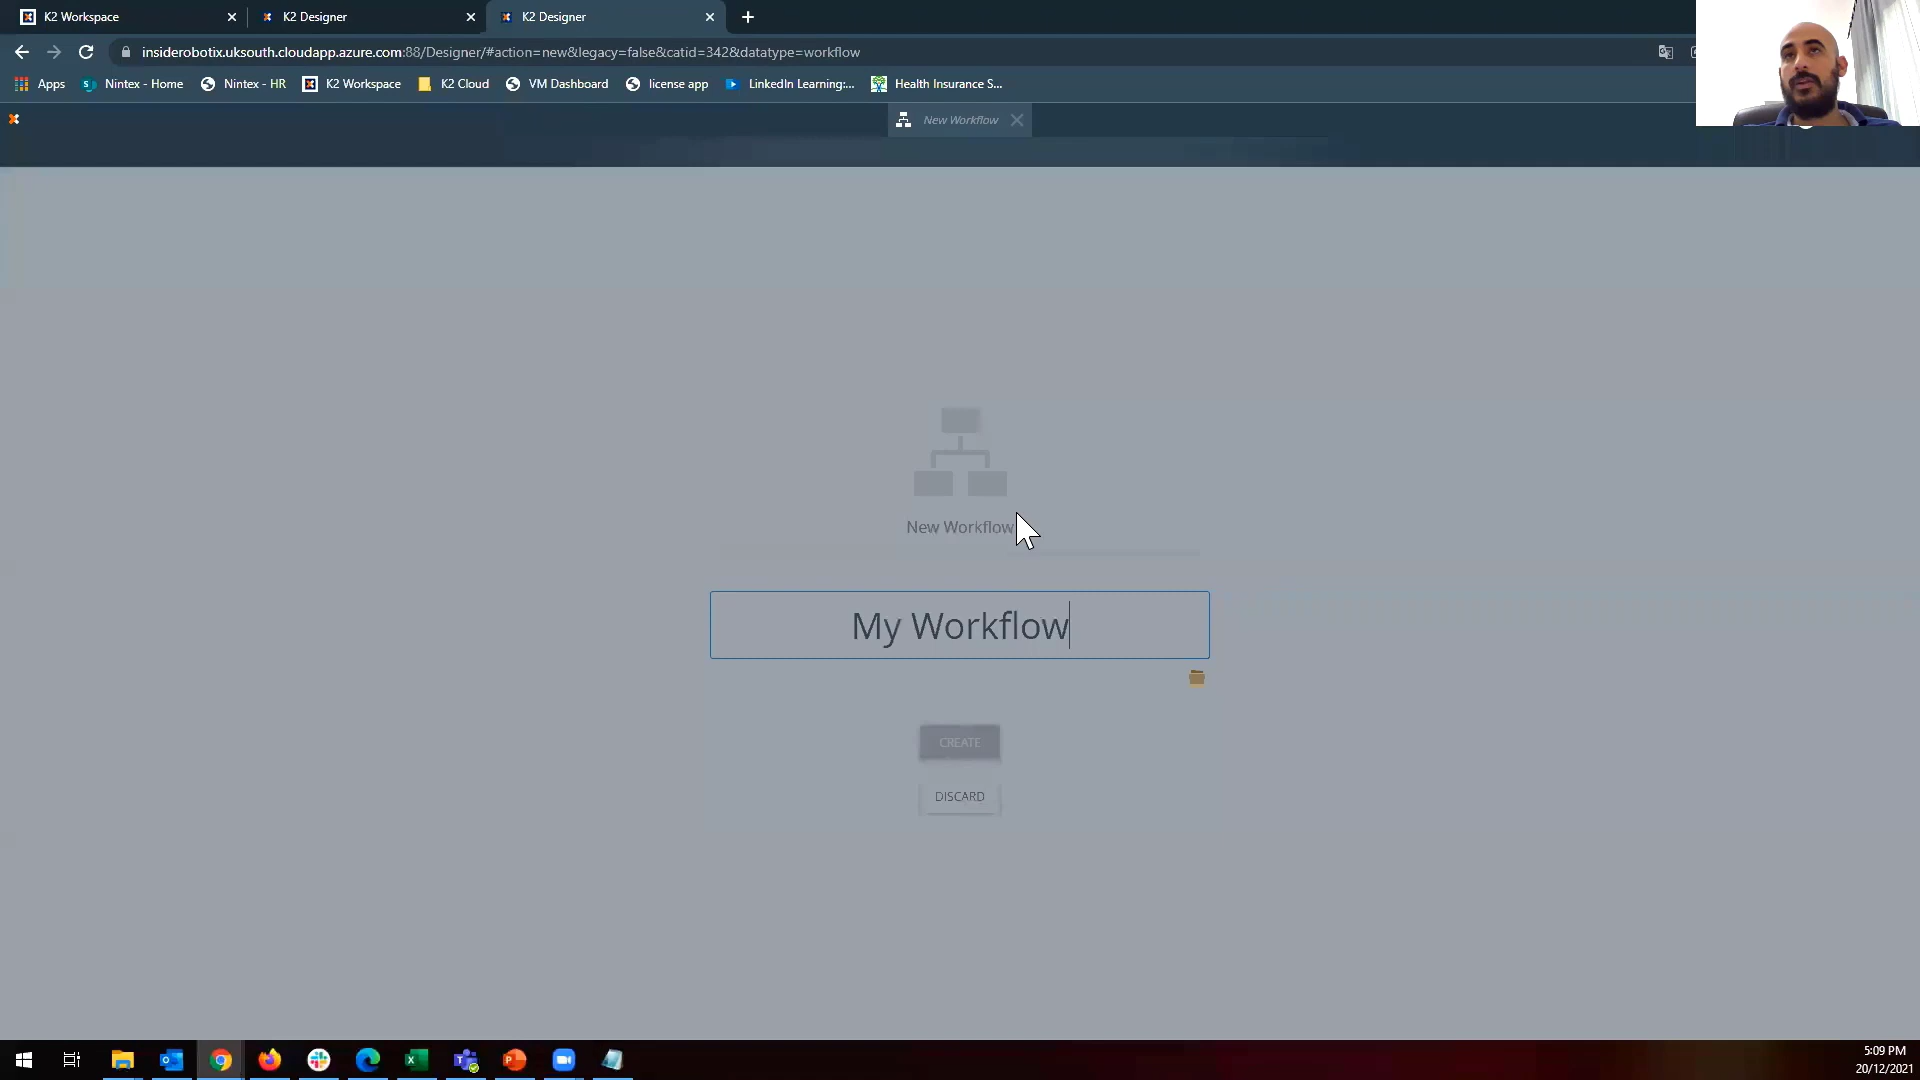 K2 Workspace
K2 Designer
K2 Designer
insiderobotix.uksouth.cloudapp.azure.com:88/Designer/#action=new&legacy=false&catid=342&datatype=workflow
Apps
Nintex - Home
Nintex - HR
K2 Workspace
K2 Cloud
VM Dashboard
license app
LinkedIn Learning:...
Health Insurance S...
New Workflow
New Workflow
My Workflow
CREATE
DISCARD
5:09 PM
20/12/2021